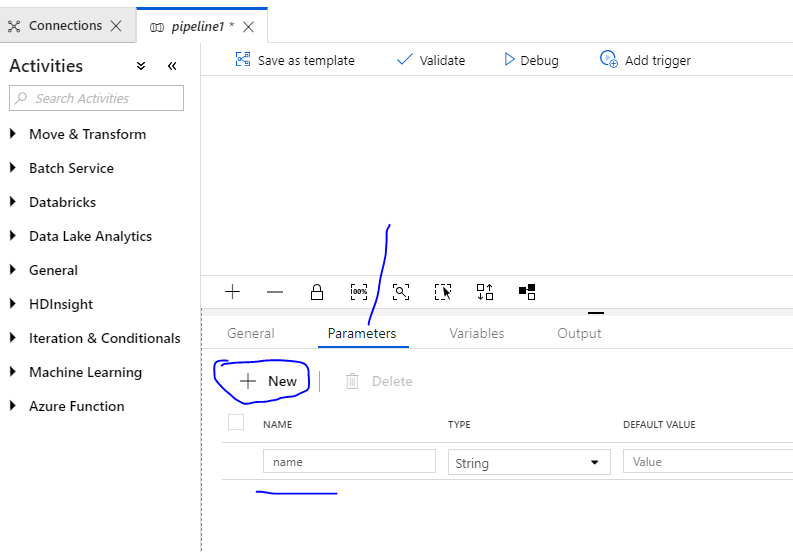 Connections
pipeline1 *
Activities
Save as template
Validate
Debug
Add trigger
Search Activities
Move & Transform
Batch Service
Databricks
Data Lake Analytics
General
HDInsight
Iteration & Conditionals
Machine Learning
Azure Function
100%
General
Parameters
Variables
Output
New
Delete
NAME
TYPE
DEFAULT VALUE
name
String
Value